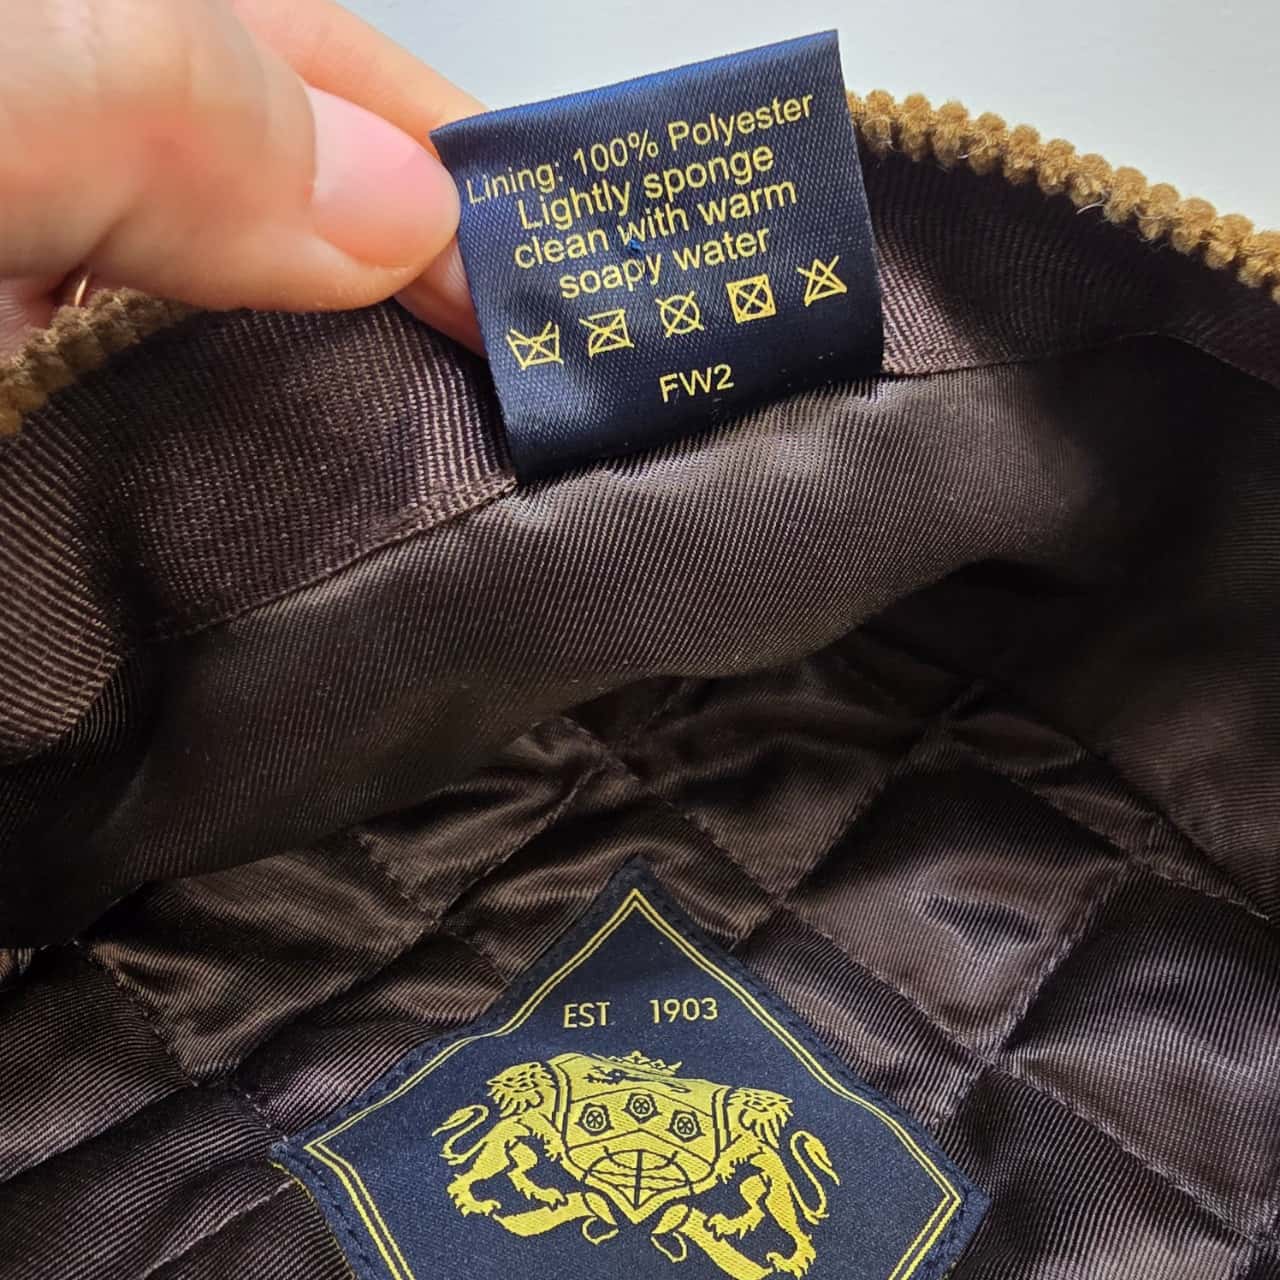 Lining: 100% Polyester
Lightly sponge
clean with warm
soapy water
FW2
EST 1903